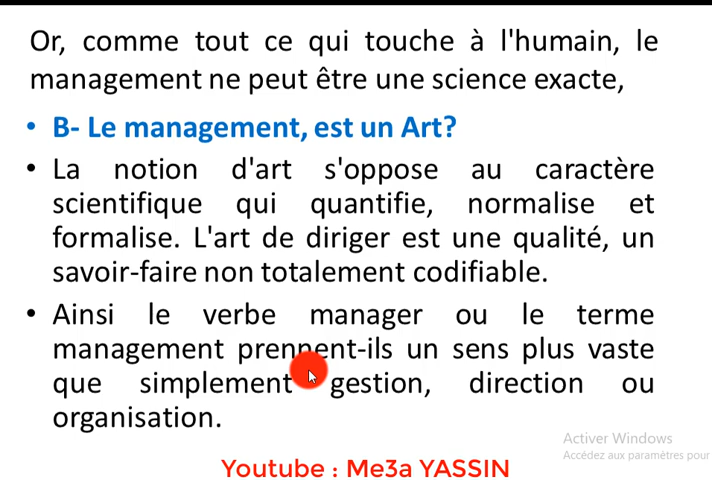 Or, comme tout ce qui touche à l'humain, le
management ne peut être une science exacte,
• B- Le management, est un Art?
• La notion d'art s'oppose au caractère
scientifique qui quantifie, normalise et
formalise. L'art de diriger est une qualité, un
savoir-faire non totalement codifiable.
• Ainsi le verbe manager ou le terme
management prennent-ils un sens plus vaste
que simplement gestion, direction ou
organisation.
Activer Windows
Accédez aux paramètres pour
Youtube : Me3a YASSIN